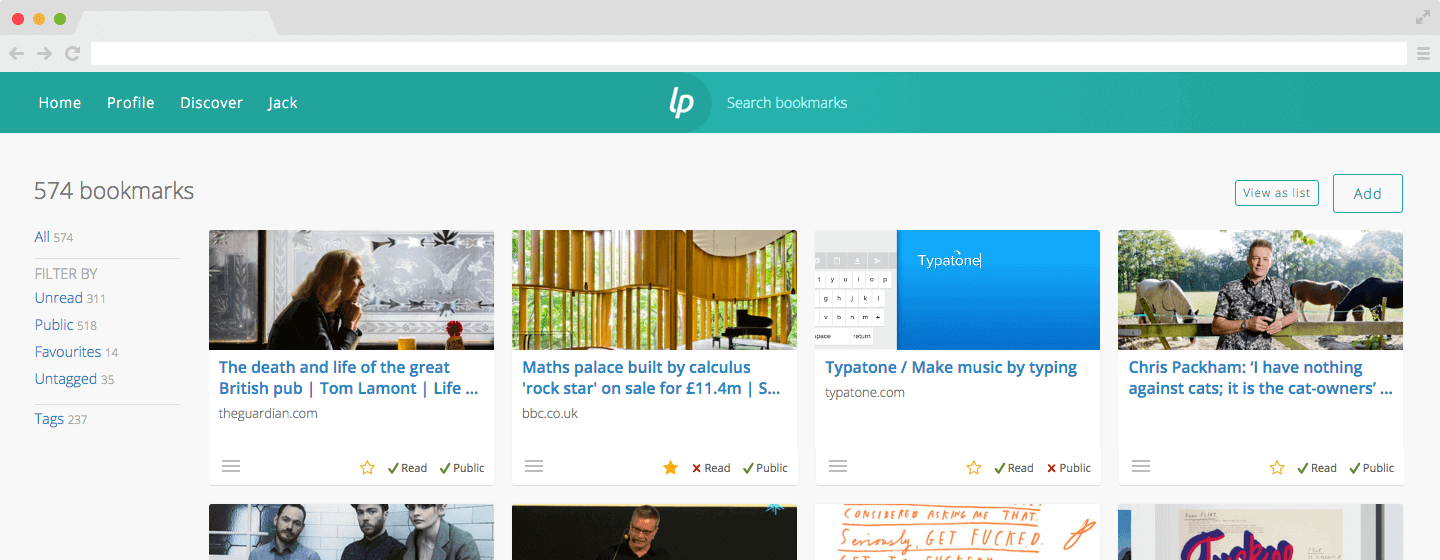 Home Profile Discover Jack
lp
Search bookmarks
574 bookmarks
View as list
Add
All 574
FILTER BY
Unread 311
Public 518
Favourites 14
Untagged 35
Tags 237
The death and life of the great
British pub | Tom Lamont | Life ...
theguardian.com
Read Public
Maths palace built by calculus
'rock star' on sale for £11.4m | S...
bbc.co.uk
Read Public
Typatone
t y u i o p
g h j k l
v b n m
space return
Typatone / Make music by typing
typatone.com
Read Public
Chris Packham: ‘I have nothing
against cats; it is the cat-owners’ ...
Read Public
CONSIDERED ASKING ME THAT.
Seriously, GET FUCKED.